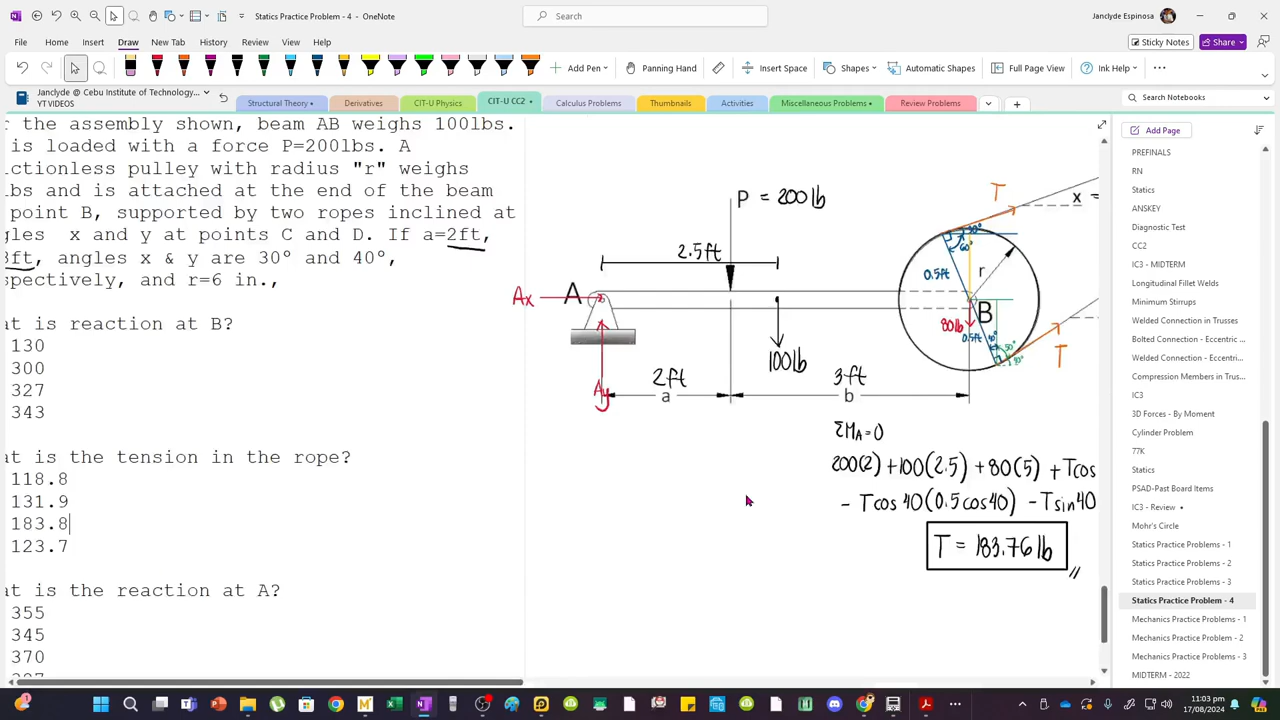 Statics Practice Problem - 4 - OneNote
Search
Janclyde Espinosa
File Home Insert Draw New Tab History Review View Help
Sticky Notes
Share
Add Pen
Panning Hand
Insert Space
Shapes
Automatic Shapes
Full Page View
Ink Help
Janclyde @ Cebu Institute of Technology...
YT VIDEOS
Structural Theory
Derivatives
CIT-U Physics
CIT-U CC2
Calculus Problems
Thumbnails
Activities
Miscellaneous Problems
Review Problems
Search Notebooks
r the assembly shown, beam AB weighs 100lbs.
is loaded with a force P=200lbs. A
ictionless pulley with radius "r" weighs
lbs and is attached at the end of the beam
point B, supported by two ropes inclined at
gles x and y at points C and D. If a=2ft,
3ft, angles x & y are 30° and 40°,
spectively, and r=6 in.,
at is reaction at B?
130
300
327
343
at is the tension in the rope?
118.8
131.9
183.8
123.7
at is the reaction at A?
355
345
370
P = 200lb
T
x =
2.5ft
30°
60°
0.5ft
r
Ax
A
B
80lb
0.5ft
40°
50°
T
100lb
2ft
3ft
Ay
a
b
ΣMA=0
200(2)+100(2.5)+80(5)+Tcos
- Tcos40(0.5cos40) -Tsin40
T = 183.76 lb
Add Page
PREFINALS
RN
Statics
ANSKEY
Diagnostic Test
CC2
IC3 - MIDTERM
Longitudinal Fillet Welds
Minimum Stirrups
Welded Connection in Trusses
Bolted Connection - Eccentric ...
Welded Connection - Eccentri...
Compression Members in Trus...
IC3
3D Forces - By Moment
Cylinder Problem
77K
Statics
PSAD-Past Board Items
IC3 - Review
Mohr's Circle
Statics Practice Problems - 1
Statics Practice Problems - 2
Statics Practice Problems - 3
Statics Practice Problem - 4
Mechanics Practice Problems - 1
Mechanics Practice Problem - 2
Mechanics Practice Problems - 3
MIDTERM - 2022
11:03 pm
17/08/2024